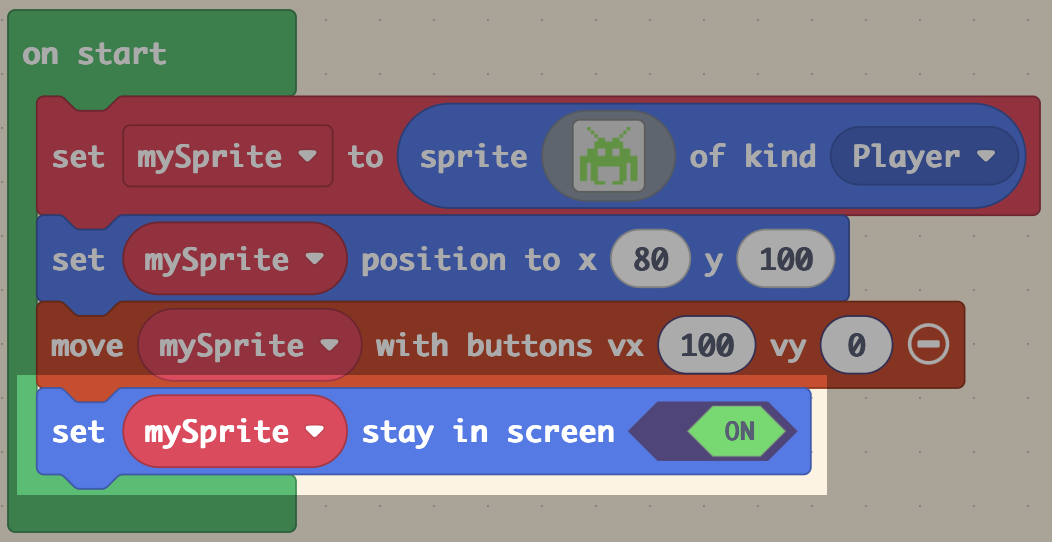 on start
set mySprite to sprite of kind Player
set mySprite position to x 80 y 100
move mySprite with buttons vx 100 vy 0
set mySprite stay in screen ON